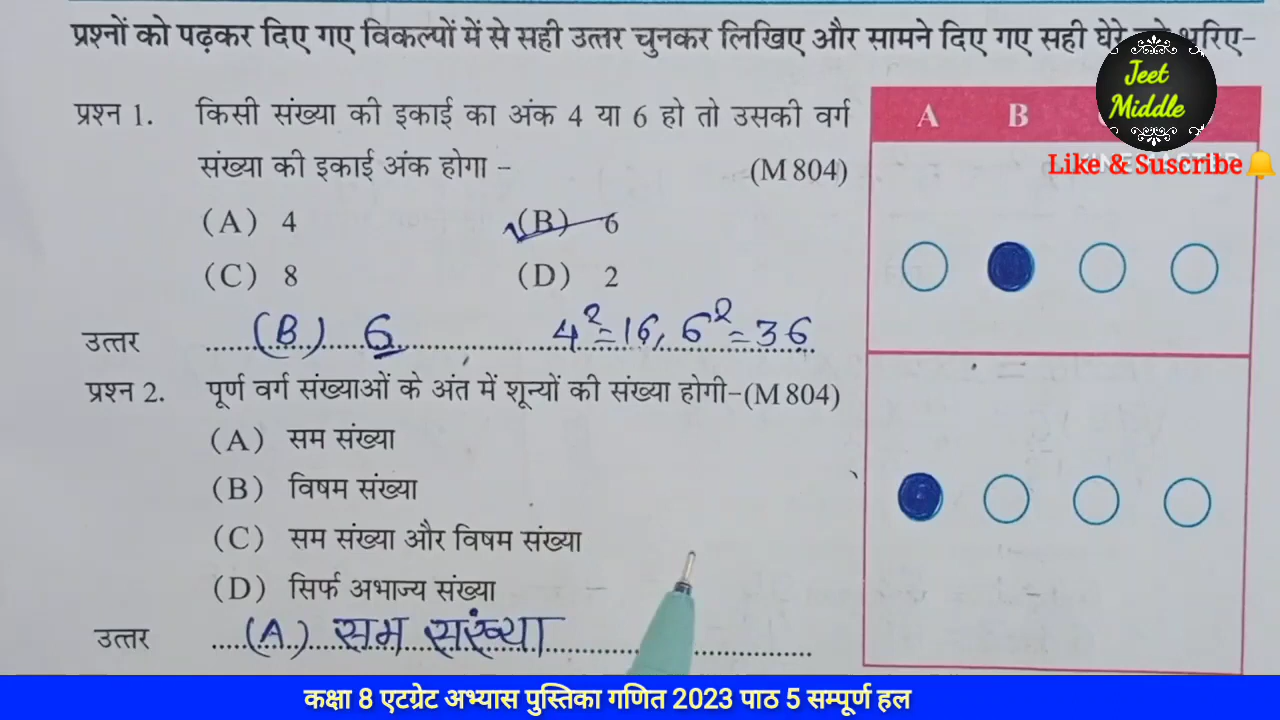 प्रश्नों को पढ़कर दिए गए विकल्पों में से सही उत्तर चुनकर लिखिए और सामने दिए गए सही घेरे भरिए–
Jeet
Middle
A B
Like & Suscribe
प्रश्न 1. किसी संख्या की इकाई का अंक 4 या 6 हो तो उसकी वर्ग
संख्या की इकाई अंक होगा – (M 804)
(A) 4 (B) 6
(C) 8 (D) 2
उत्तर (B) 6 4²=16, 6²=36
प्रश्न 2. पूर्ण वर्ग संख्याओं के अंत में शून्यों की संख्या होगी–(M 804)
(A) सम संख्या
(B) विषम संख्या
(C) सम संख्या और विषम संख्या
(D) सिर्फ अभाज्य संख्या
उत्तर (A) सम संख्या
कक्षा 8 एटग्रेट अभ्यास पुस्तिका गणित 2023 पाठ 5 सम्पूर्ण हल